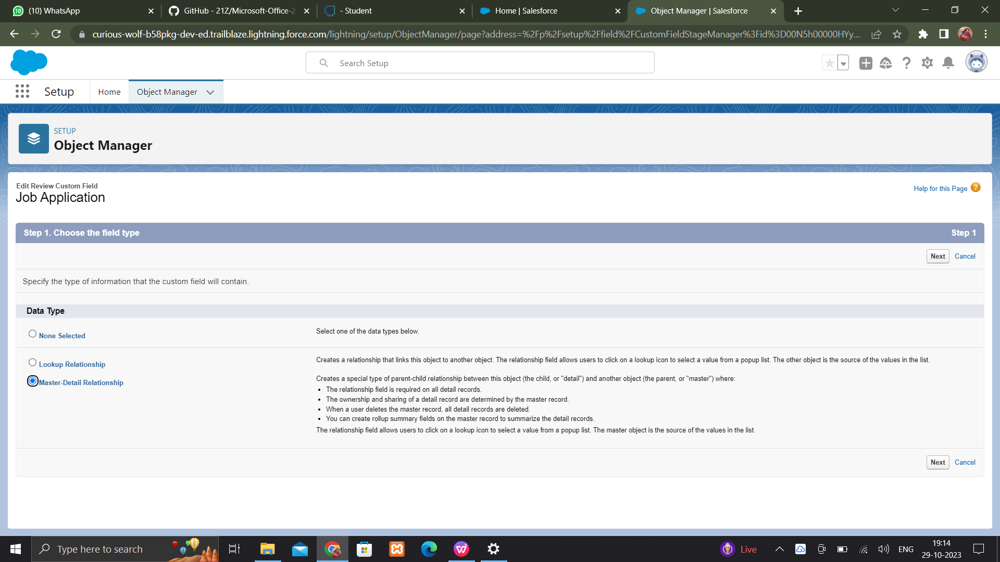 (10) WhatsApp
GitHub - 21Z/Microsoft-Office-2
- Student
Home | Salesforce
Object Manager | Salesforce
curious-wolf-b58pkg-dev-ed.trailblaze.lightning.force.com/lightning/setup/ObjectManager/page?address=%2Fp%2Fsetup%2Ffield%2FCustomFieldStageManager%3Fid%3D00N5h00000HYy...
Search Setup
Setup
Home
Object Manager
SETUP
Object Manager
Edit Review Custom Field
Job Application
Help for this Page
Step 1. Choose the field type
Step 1
Next
Cancel
Specify the type of information that the custom field will contain.
Data Type
None Selected
Select one of the data types below.
Lookup Relationship
Creates a relationship that links this object to another object. The relationship field allows users to click on a lookup icon to select a value from a popup list. The other object is the source of the values in the list.
Master-Detail Relationship
Creates a special type of parent-child relationship between this object (the child, or "detail") and another object (the parent, or "master") where:
• The relationship field is required on all detail records.
• The ownership and sharing of a detail record are determined by the master record.
• When a user deletes the master record, all detail records are deleted.
• You can create rollup summary fields on the master record to summarize the detail records.
The relationship field allows users to click on a lookup icon to select a value from a popup list. The master object is the source of the values in the list.
Next
Cancel
Type here to search
Live
ENG
19:14
29-10-2023